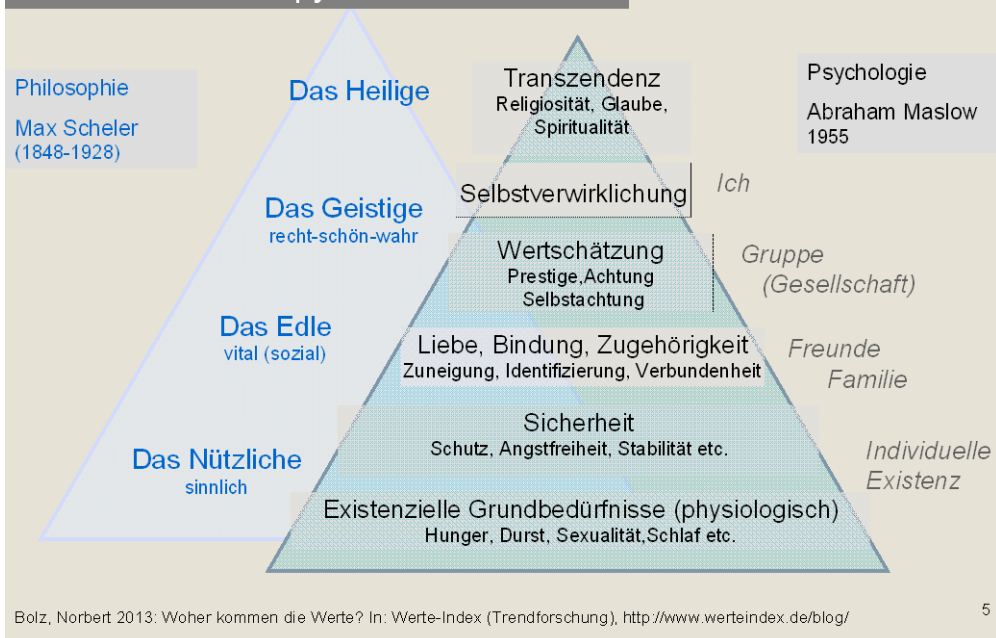 Philosophie
Max Scheler
(1848-1928)
Das Heilige
Das Geistige
recht-schön-wahr
Das Edle
vital (sozial)
Das Nützliche
sinnlich
Transzendenz
Religiosität, Glaube,
Spiritualität
Selbstverwirklichung
Wertschätzung
Prestige,Achtung
Selbstachtung
Liebe, Bindung, Zugehörigkeit
Zuneigung, Identifizierung, Verbundenheit
Sicherheit
Schutz, Angstfreiheit, Stabilität etc.
Existenzielle Grundbedürfnisse (physiologisch)
Hunger, Durst, Sexualität,Schlaf etc.
Psychologie
Abraham Maslow
1955
Ich
Gruppe
(Gesellschaft)
Freunde
Familie
Individuelle
Existenz
Bolz, Norbert 2013: Woher kommen die Werte? In: Werte-Index (Trendforschung), http://www.werteindex.de/blog/
5